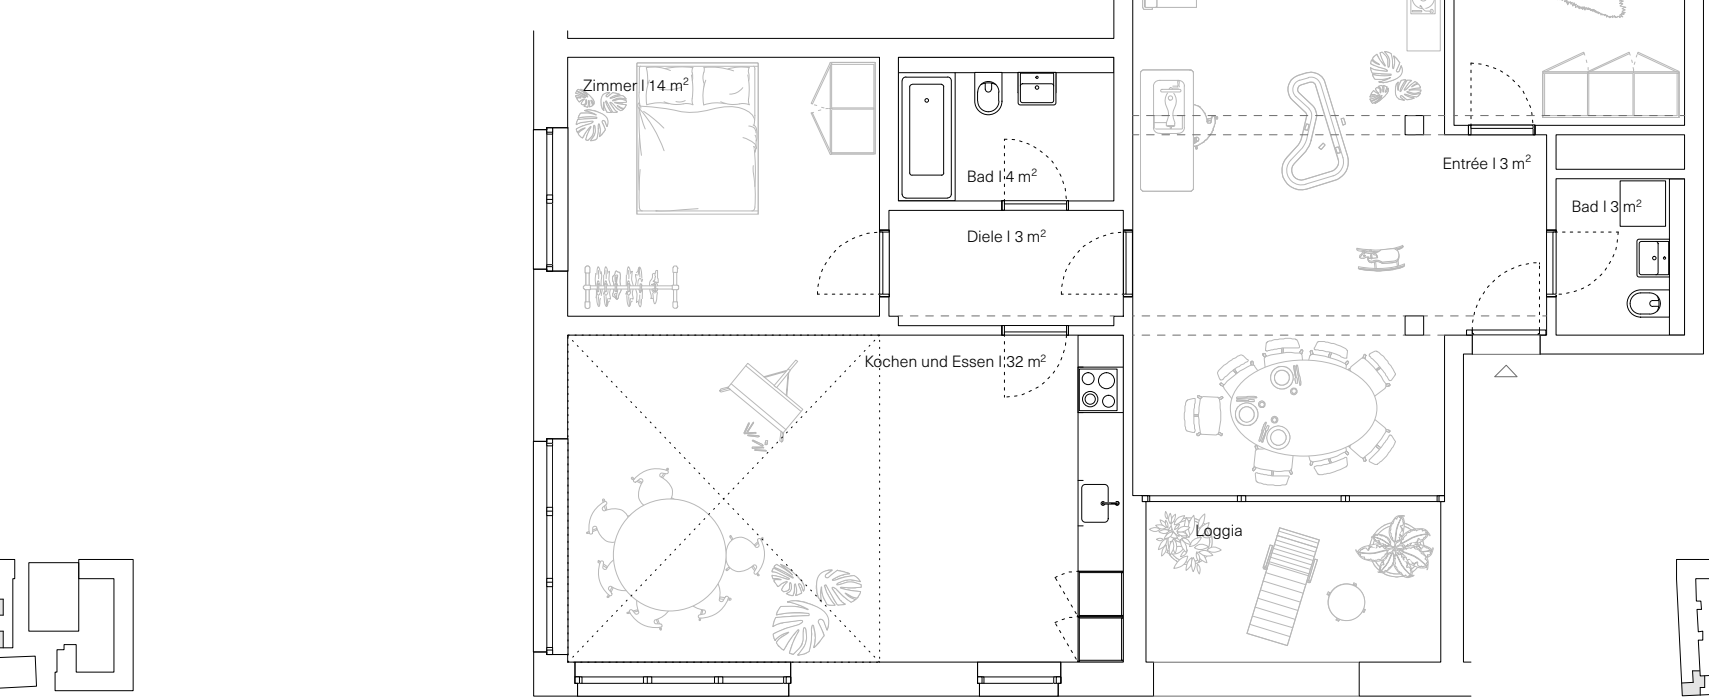 Zimmer I 14 m²
Bad I 4 m²
Entrée I 3 m²
Bad I 3 m²
Diele I 3 m²
Kochen und Essen I 32 m²
Loggia